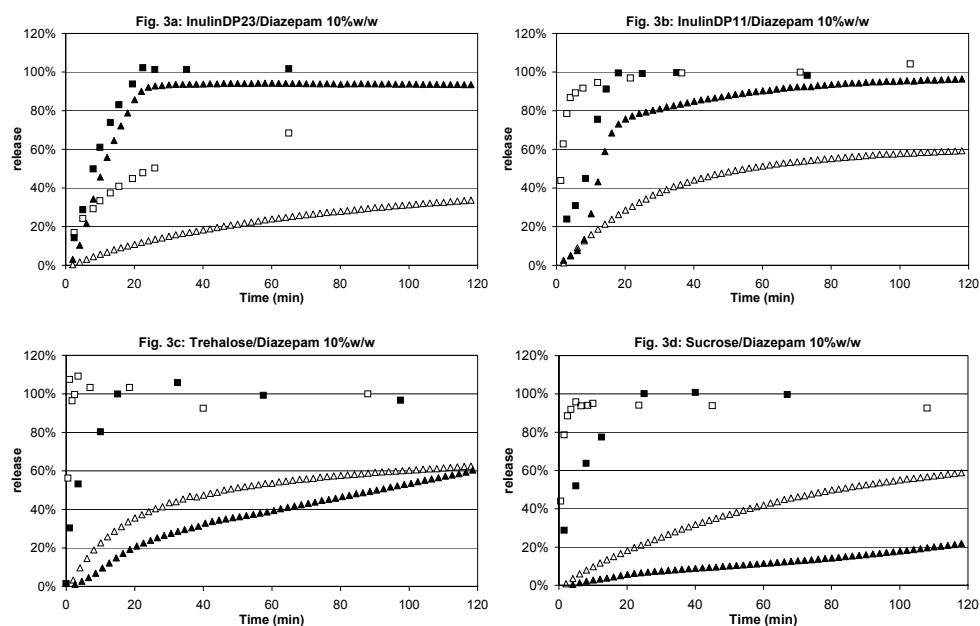 Fig. 3a: InulinDP23/Diazepam 10%w/w
120%
100%
80%
60%
40%
20%
0%
release
0 20 40 60 80 100 120
Time (min)
Fig. 3b: InulinDP11/Diazepam 10%w/w
120%
100%
80%
60%
40%
20%
0%
release
0 20 40 60 80 100 120
Time (min)
Fig. 3c: Trehalose/Diazepam 10%w/w
120%
100%
80%
60%
40%
20%
0%
release
0 20 40 60 80 100 120
Time (min)
Fig. 3d: Sucrose/Diazepam 10%w/w
120%
100%
80%
60%
40%
20%
0%
release
0 20 40 60 80 100 120
Time (min)